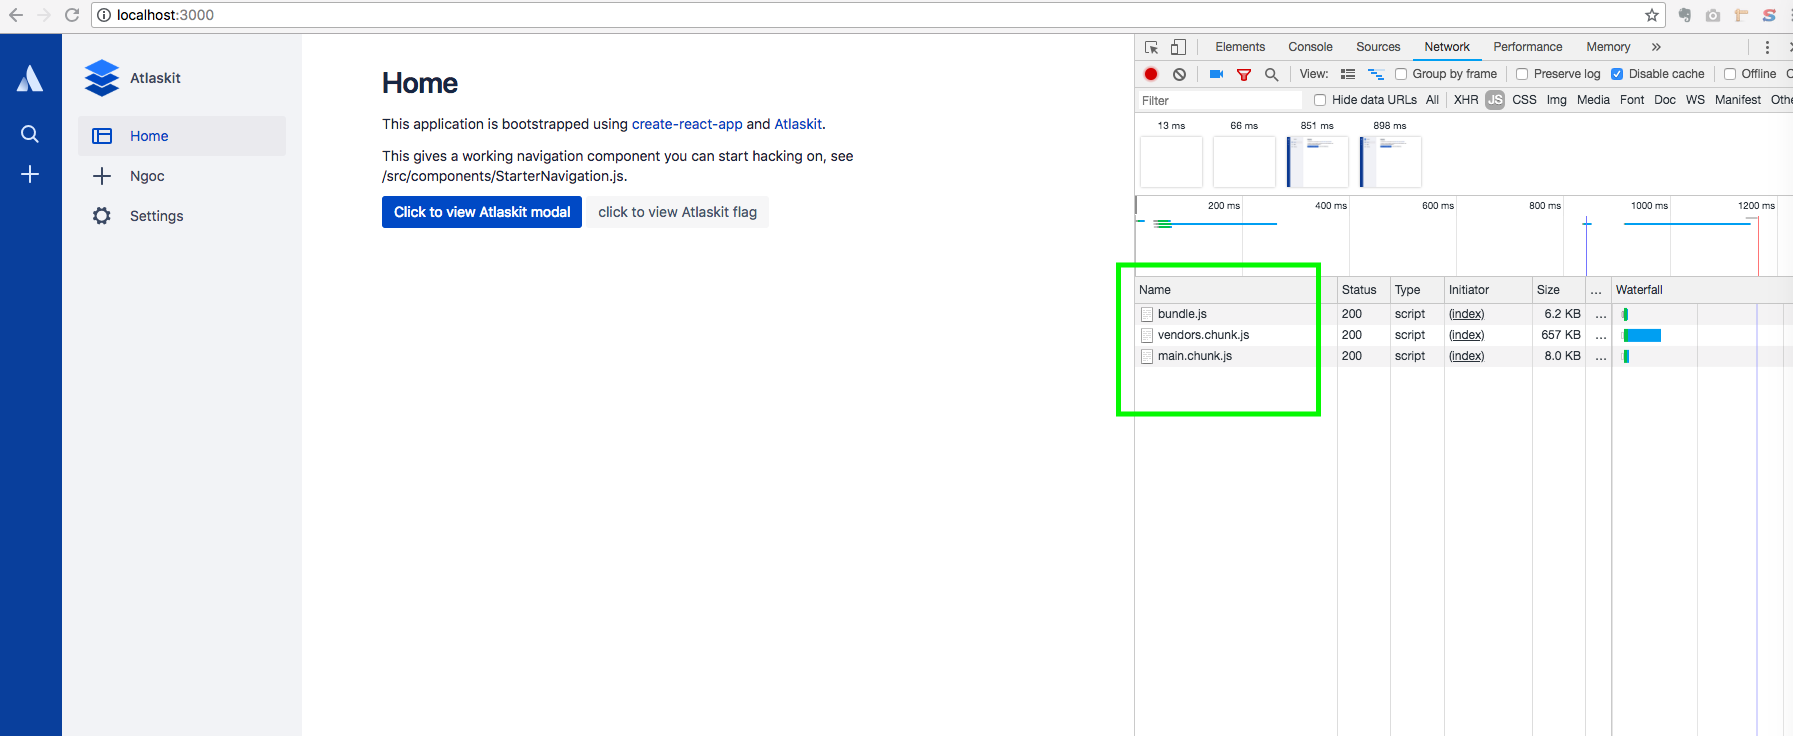 localhost:3000
Atlaskit
Home
Ngoc
Settings
Home
This application is bootstrapped using create-react-app and Atlaskit.
This gives a working navigation component you can start hacking on, see
/src/components/StarterNavigation.js.
Click to view Atlaskit modal click to view Atlaskit flag
Elements Console Sources Network Performance Memory »
View: Group by frame Preserve log Disable cache Offline
Filter Hide data URLs All XHR JS CSS Img Media Font Doc WS Manifest Othe
13 ms 66 ms 851 ms 898 ms
200 ms 400 ms 600 ms 800 ms 1000 ms 1200 ms
Name Status Type Initiator Size ... Waterfall
bundle.js 200 script (index) 6.2 KB ...
vendors.chunk.js 200 script (index) 657 KB ...
main.chunk.js 200 script (index) 8.0 KB ...